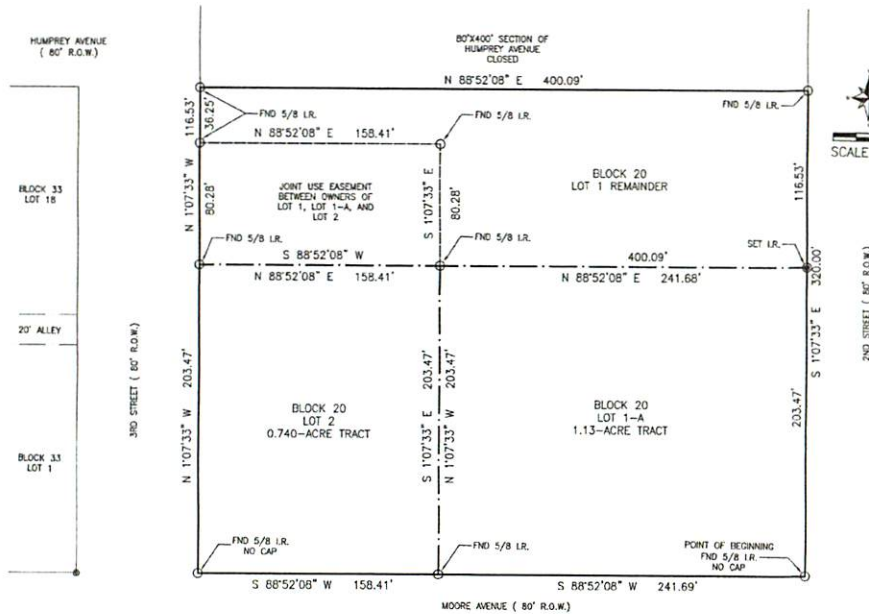 HUMPREY AVENUE
( 80' R.O.W.)
80'X400' SECTION OF
HUMPREY AVENUE
CLOSED
N 88°52'08" E 400.09'
FND 5/8 I.R.
FND 5/8 I.R.
FND 5/8 I.R.
N 88°52'08" E 158.41'
116.53'
36.25'
N 1°07'33" W
80.28'
S 1°07'33" E
80.28'
116.53'
SCALE
BLOCK 33
LOT 18
JOINT USE EASEMENT
BETWEEN OWNERS OF
LOT 1, LOT 1-A, AND
LOT 2
BLOCK 20
LOT 1 REMAINDER
FND 5/8 I.R.
FND 5/8 I.R.
SET I.R.
S 88°52'08" W
400.09'
N 88°52'08" E 158.41'
N 88°52'08" E 241.68'
320.00'
S 1°07'33" E
2ND STREET ( 80' R.O.W.)
20' ALLEY
3RD STREET ( 80' R.O.W.)
N 1°07'33" W 203.47'
S 1°07'33" E 203.47'
N 1°07'33" W 203.47'
203.47'
BLOCK 20
LOT 2
0.740-ACRE TRACT
BLOCK 20
LOT 1-A
1.13-ACRE TRACT
BLOCK 33
LOT 1
FND 5/8 I.R.
NO CAP
FND 5/8 I.R.
POINT OF BEGINNING
FND 5/8 I.R.
NO CAP
S 88°52'08" W 158.41'
S 88°52'08" W 241.69'
MOORE AVENUE ( 80' R.O.W.)